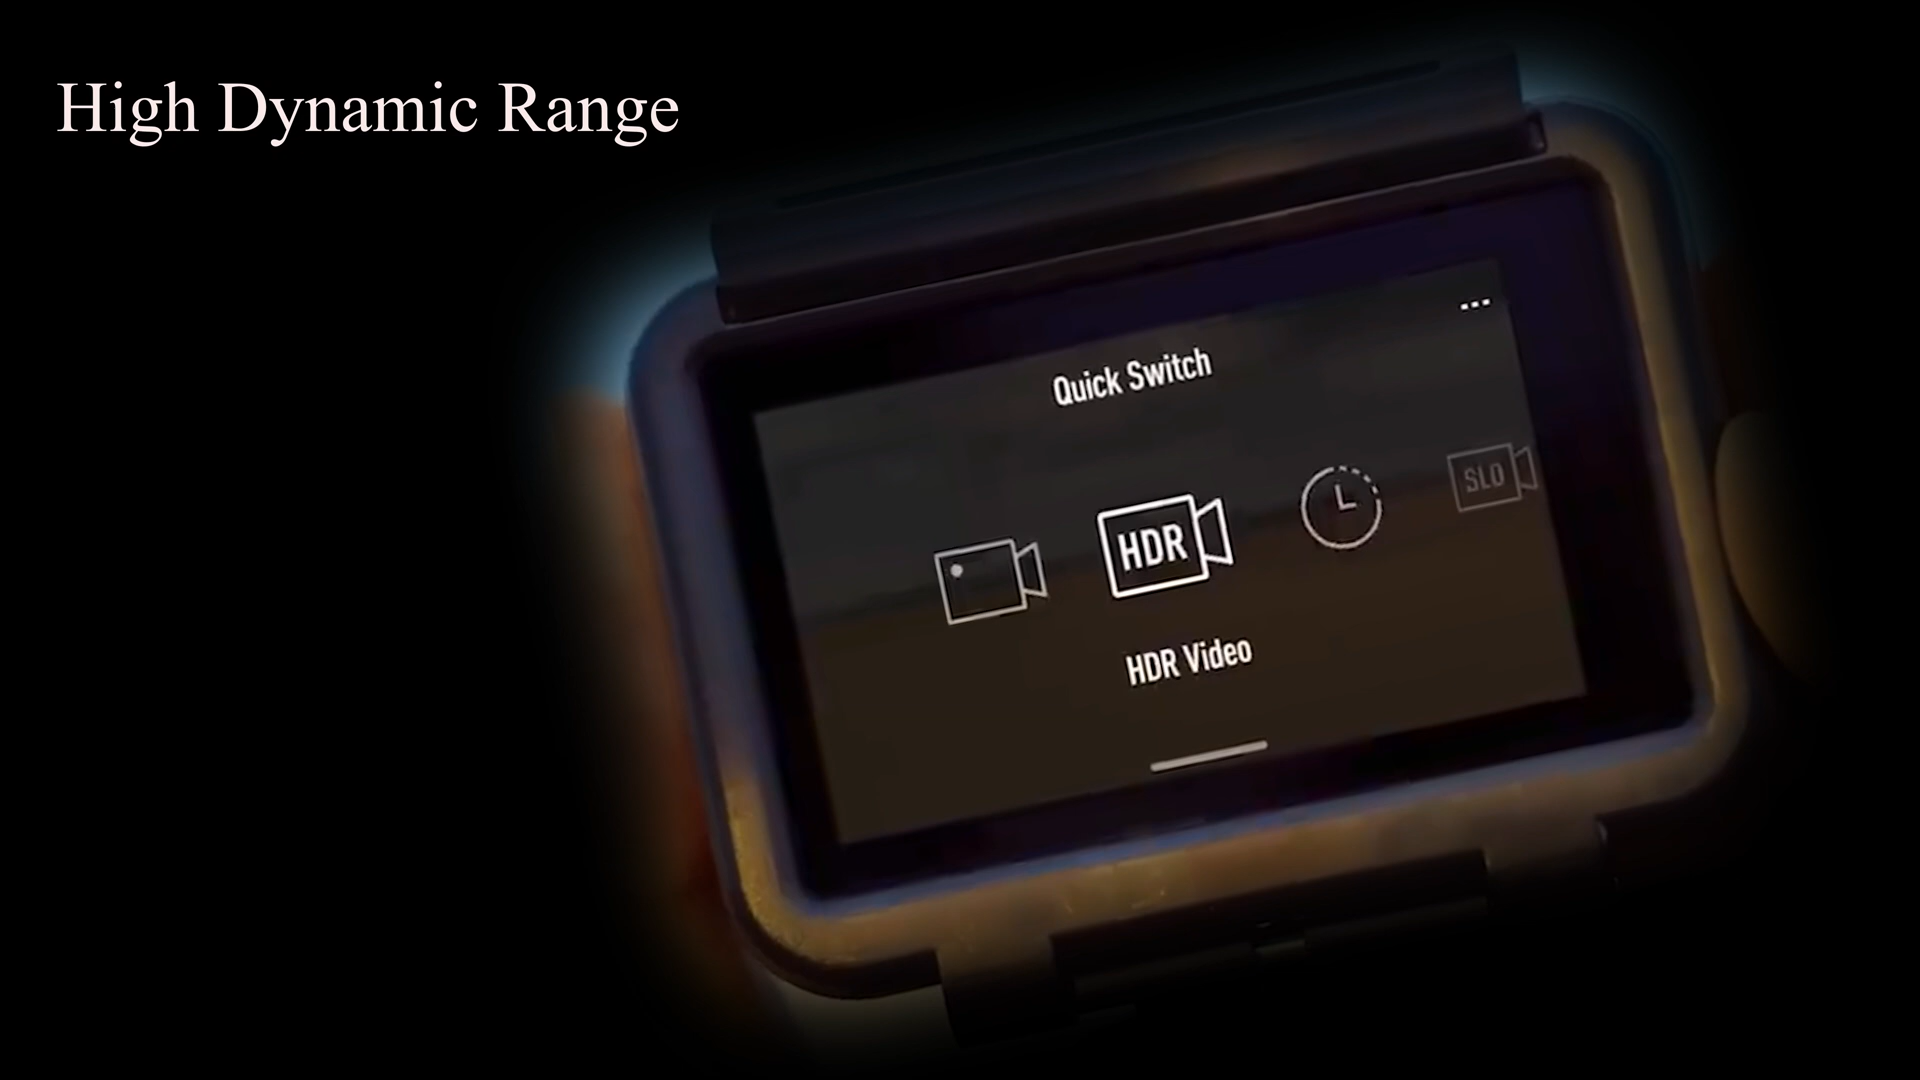 High Dynamic Range
...
Quick Switch
HDR
SLO
HDR Video